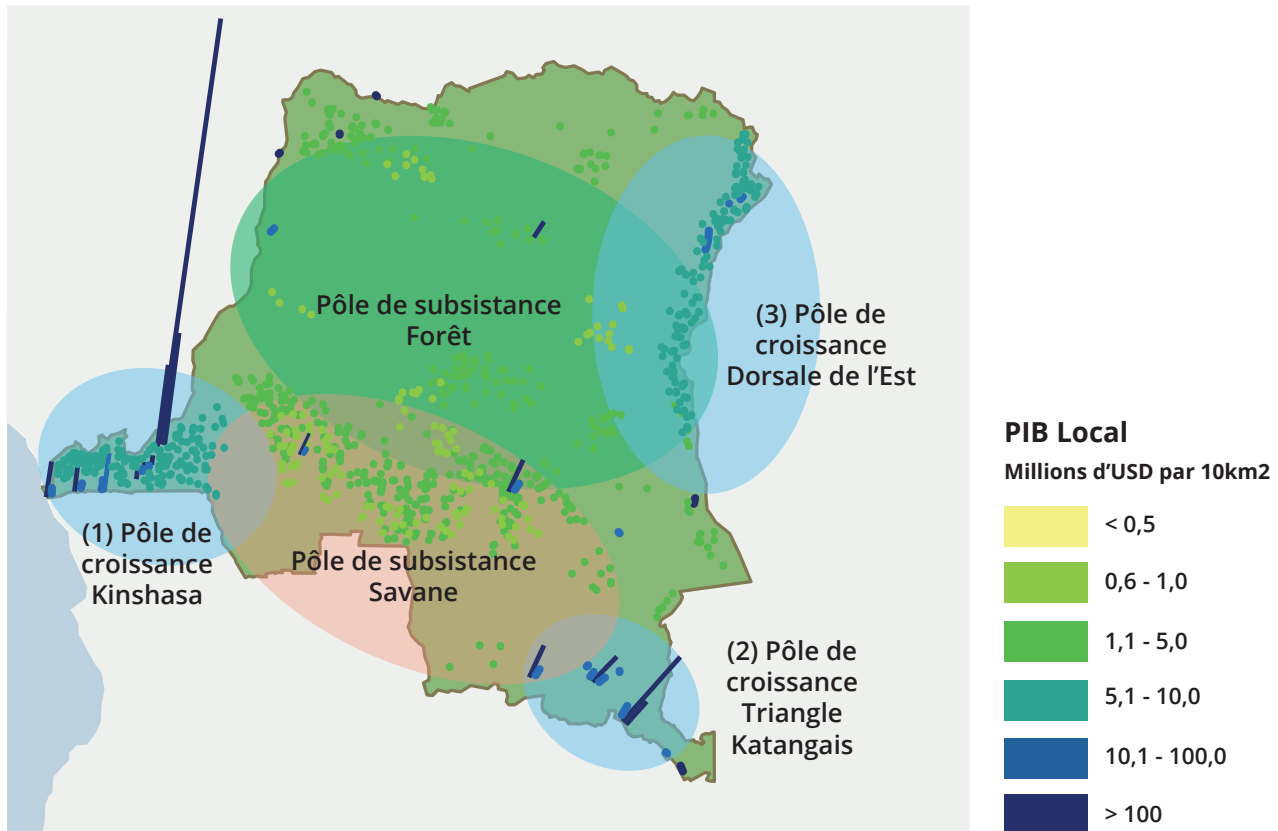 Pôle de subsistance
Forêt
(3) Pôle de
croissance
Dorsale de l'Est
(1) Pôle de
croissance
Kinshasa
Pôle de subsistance
Savane
(2) Pôle de
croissance
Triangle
Katangais
PIB Local
Millions d'USD par 10km2
< 0,5
0,6 - 1,0
1,1 - 5,0
5,1 - 10,0
10,1 - 100,0
> 100